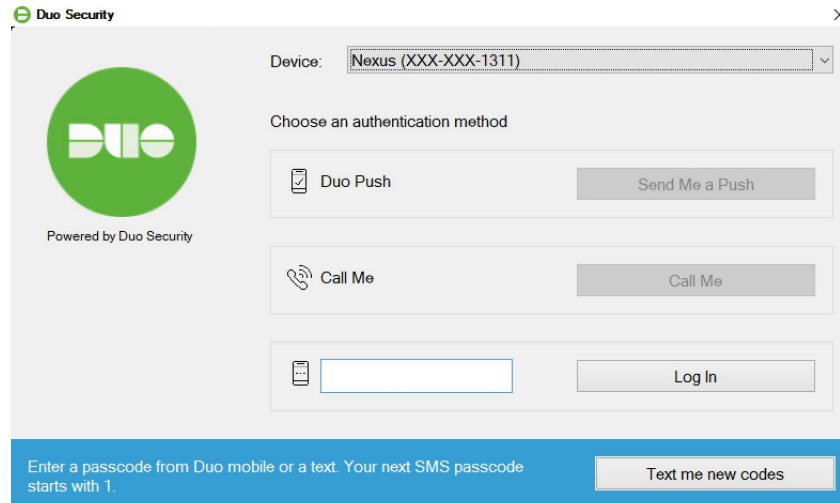 Duo Security
Device:
Nexus (XXX-XXX-1311)
DUO
Powered by Duo Security
Choose an authentication method
Duo Push
Send Me a Push
Call Me
Call Me
Log In
Enter a passcode from Duo mobile or a text. Your next SMS passcode
starts with 1.
Text me new codes